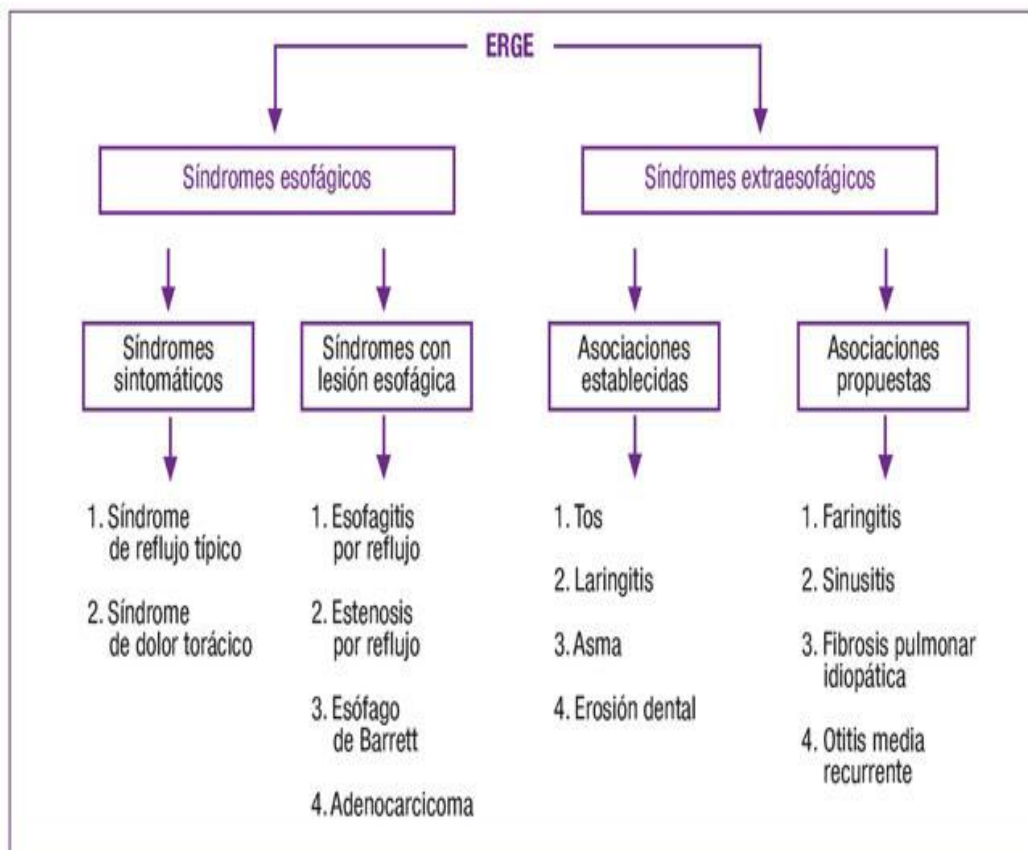 ERGE
Síndromes esofágicos
Síndromes extraesofágicos
Síndromes
sintomáticos
Síndromes con
lesión esofágica
Asociaciones
establecidas
Asociaciones
propuestas
1. Síndrome
de reflujo típico
2. Síndrome
de dolor torácico
1. Esofagitis
por reflujo
2. Estenosis
por reflujo
3. Esófago
de Barrett
4. Adenocarcicoma
1. Tos
2. Laringitis
3. Asma
4. Erosión dental
1. Faringitis
2. Sinusitis
3. Fibrosis pulmonar
idiopática
4. Otitis media
recurrente